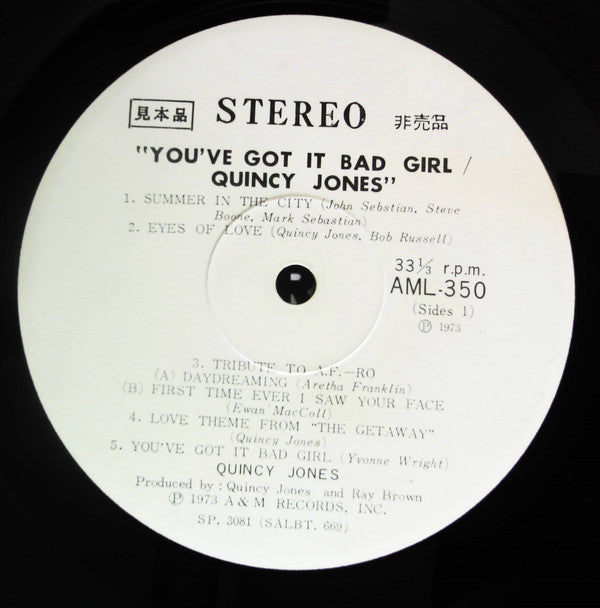 見本品 STEREO 非売品
"YOU'VE GOT IT BAD GIRL /
QUINCY JONES"
1. SUMMER IN THE CITY (John Sebstian, Steve
Boone, Mark Sebastian)
2. EYES OF LOVE (Quincy Jones, Bob Russell)
33⅓ r.p.m.
AML-350
(Sides 1)
Ⓟ 1973
3. TRIBUTE TO A.F.-RO
(A) DAYDREAMING (Aretha Franklin)
(B) FIRST TIME EVER I SAW YOUR FACE
(Ewan MacColl)
4. LOVE THEME FROM "THE GETAWAY"
(Quincy Jones)
5. YOU'VE GOT IT BAD GIRL (Yvonne Wright)
QUINCY JONES
Produced by : Quincy Jones and Ray Brown
Ⓟ 1973 A & M RECORDS, INC.
SP. 3081 (SALBT. 669)